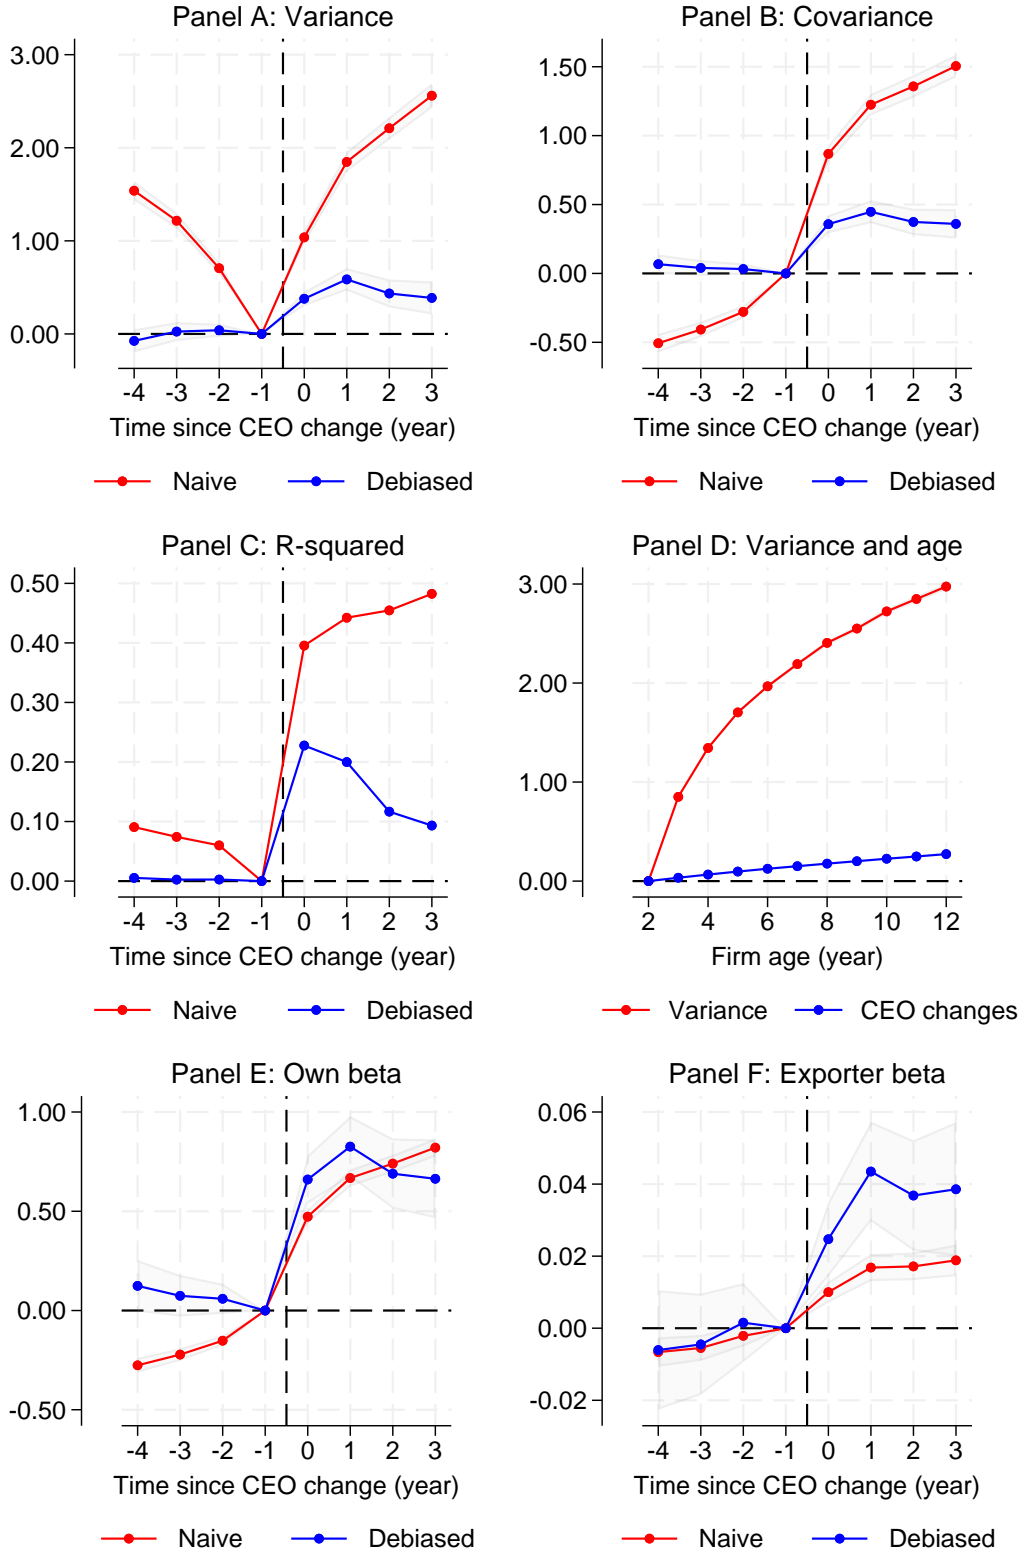 Panel A: Variance
3.00
2.00
1.00
0.00
-4 -3 -2 -1 0 1 2 3
Time since CEO change (year)
Naive Debiased
Panel B: Covariance
1.50
1.00
0.50
0.00
-0.50
-4 -3 -2 -1 0 1 2 3
Time since CEO change (year)
Naive Debiased
Panel C: R-squared
0.50
0.40
0.30
0.20
0.10
0.00
-4 -3 -2 -1 0 1 2 3
Time since CEO change (year)
Naive Debiased
Panel D: Variance and age
3.00
2.00
1.00
0.00
2 4 6 8 10 12
Firm age (year)
Variance CEO changes
Panel E: Own beta
1.00
0.50
0.00
-0.50
-4 -3 -2 -1 0 1 2 3
Time since CEO change (year)
Naive Debiased
Panel F: Exporter beta
0.06
0.04
0.02
0.00
-0.02
-4 -3 -2 -1 0 1 2 3
Time since CEO change (year)
Naive Debiased